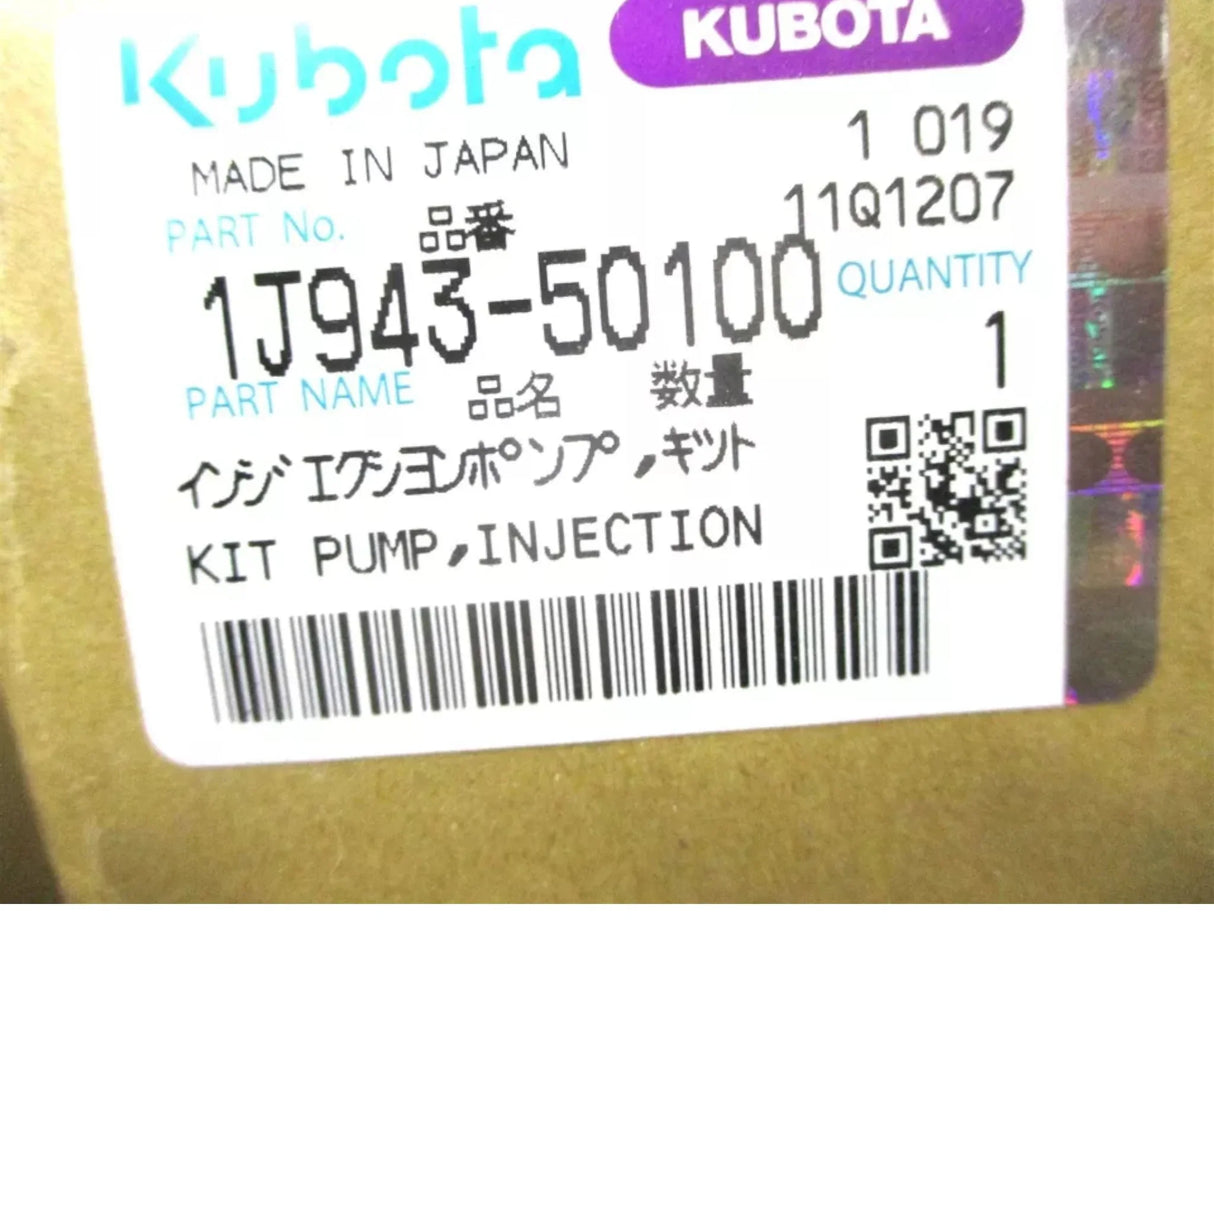 Kubota KUBOTA
MADE IN JAPAN 1 019
PART No. 品番 11Q1207
1J943-50100 QUANTITY
PART NAME 品名 数量 1
インジエクシヨンポンプ,キツト
KIT PUMP,INJECTION